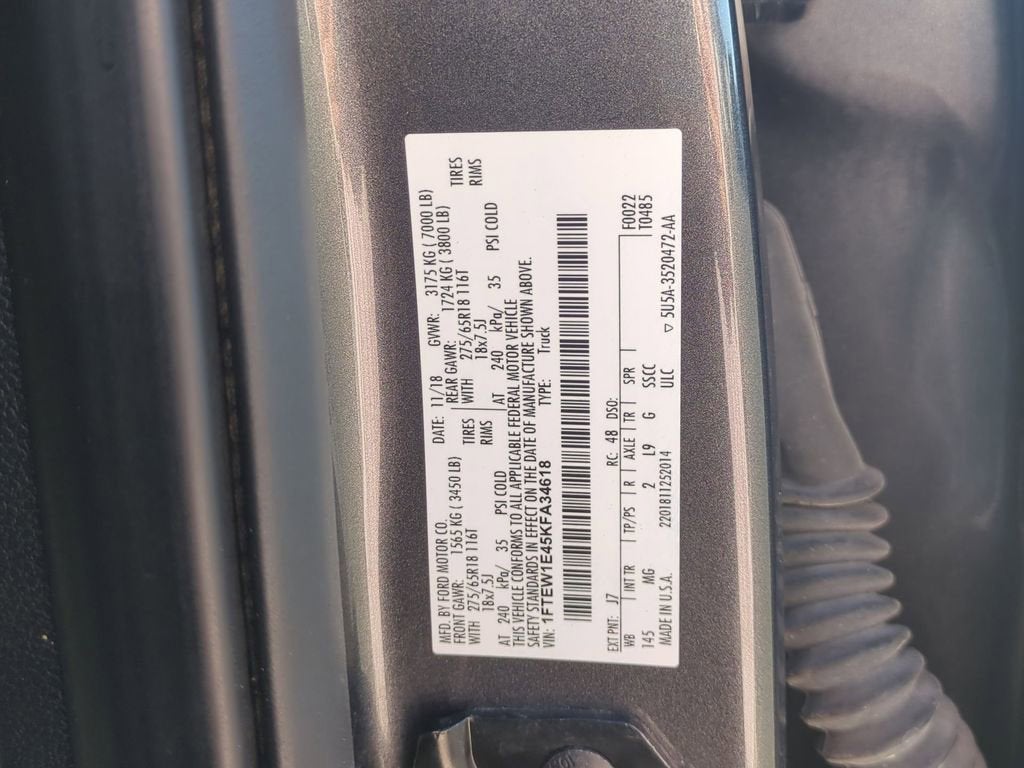 MFD. BY FORD MOTOR CO. DATE: 11/18 GVWR: 3175 KG ( 7000 LB)
FRONT GAWR: 1565 KG ( 3450 LB) REAR GAWR: 1724 KG ( 3800 LB)
WITH 275/65R18 116T TIRES WITH 275/65R18 116T TIRES
18x7.5J RIMS 18x7.5J RIMS
AT 240 kPa/ 35 PSI COLD AT 240 kPa/ 35 PSI COLD
THIS VEHICLE CONFORMS TO ALL APPLICABLE FEDERAL MOTOR VEHICLE
SAFETY STANDARDS IN EFFECT ON THE DATE OF MANUFACTURE SHOWN ABOVE.
VIN: 1FTEW1E45KFA34618 TYPE: Truck
EXT PNT: J7 RC: 48 DSO: F0022
WB INT TR TP/PS R AXLE TR SPR T0485
145 MG 2 L9 G SSCC
MADE IN U.S.A. 2201811252014 ULC ▽ 5U5A-3520472-AA